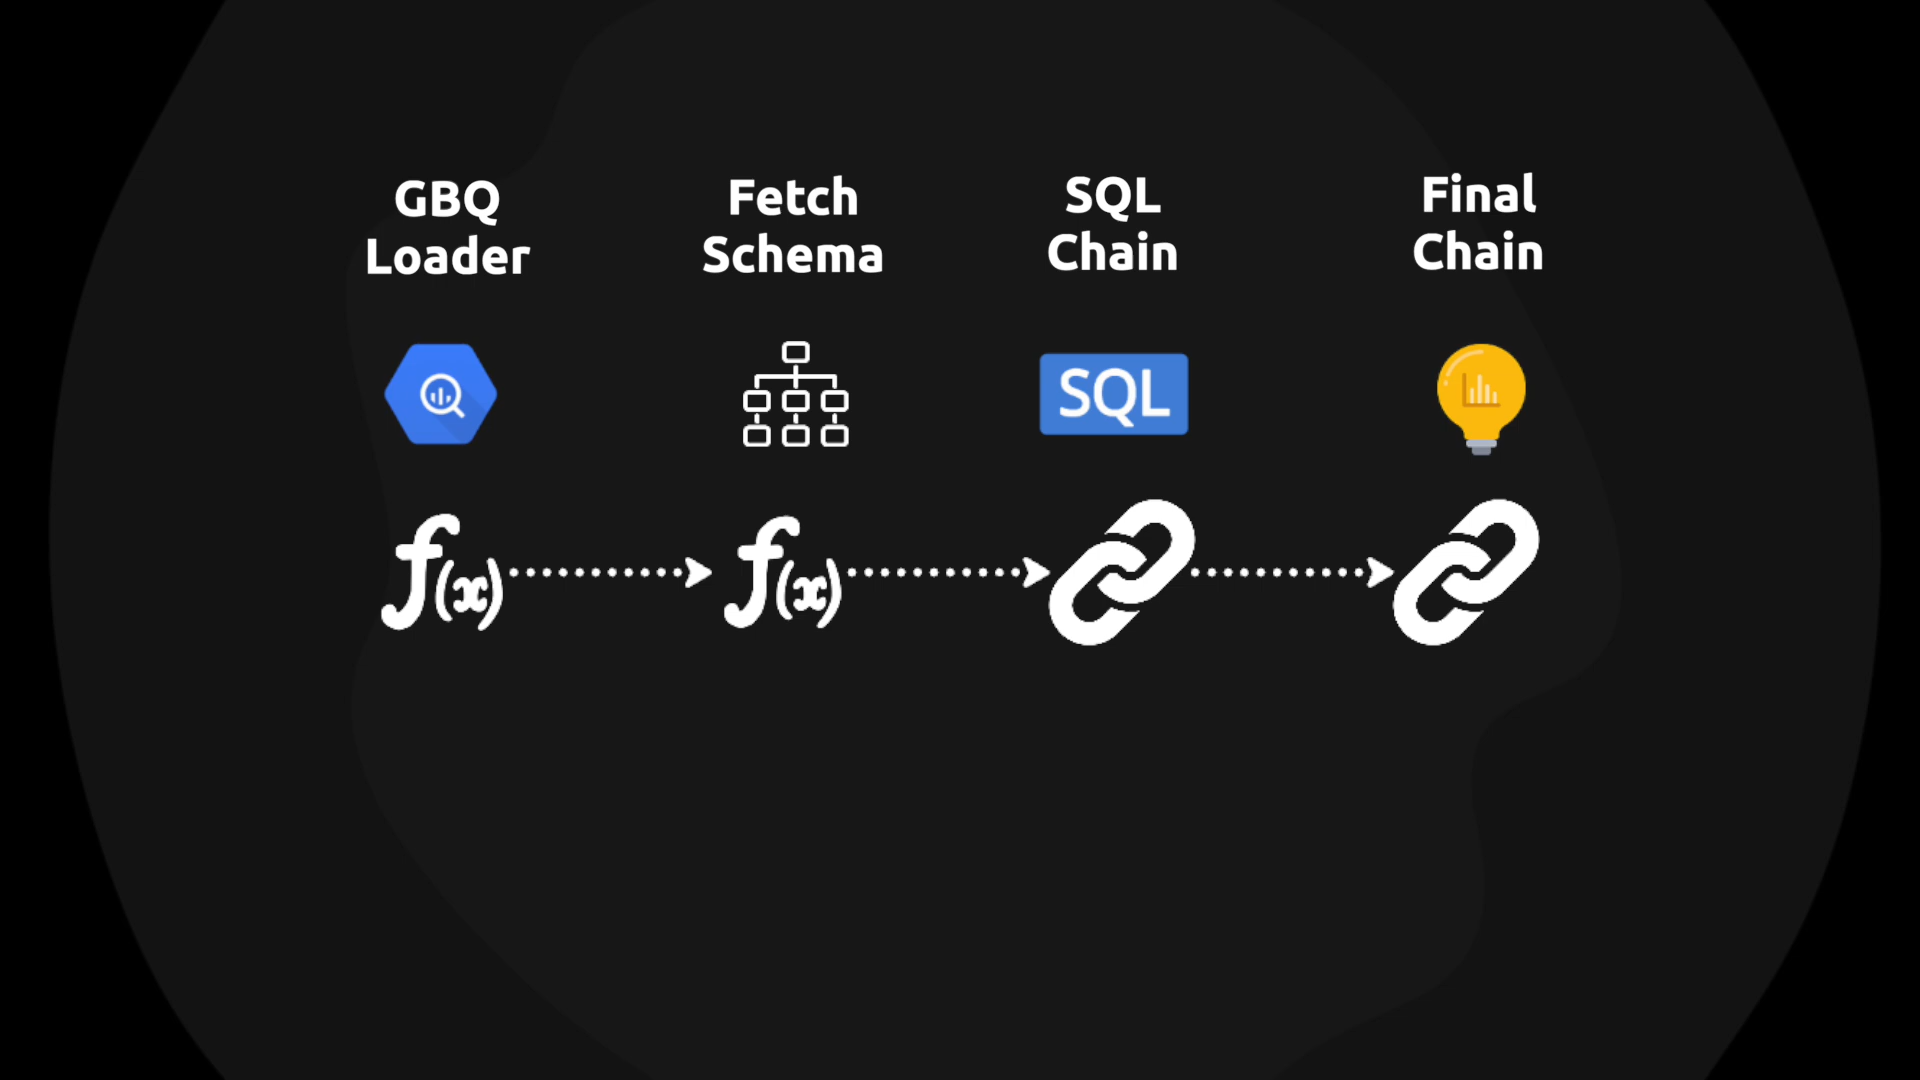 GBQ
Loader
Fetch
Schema
SQL
Chain
Final
Chain
SQL
f(x)
f(x)